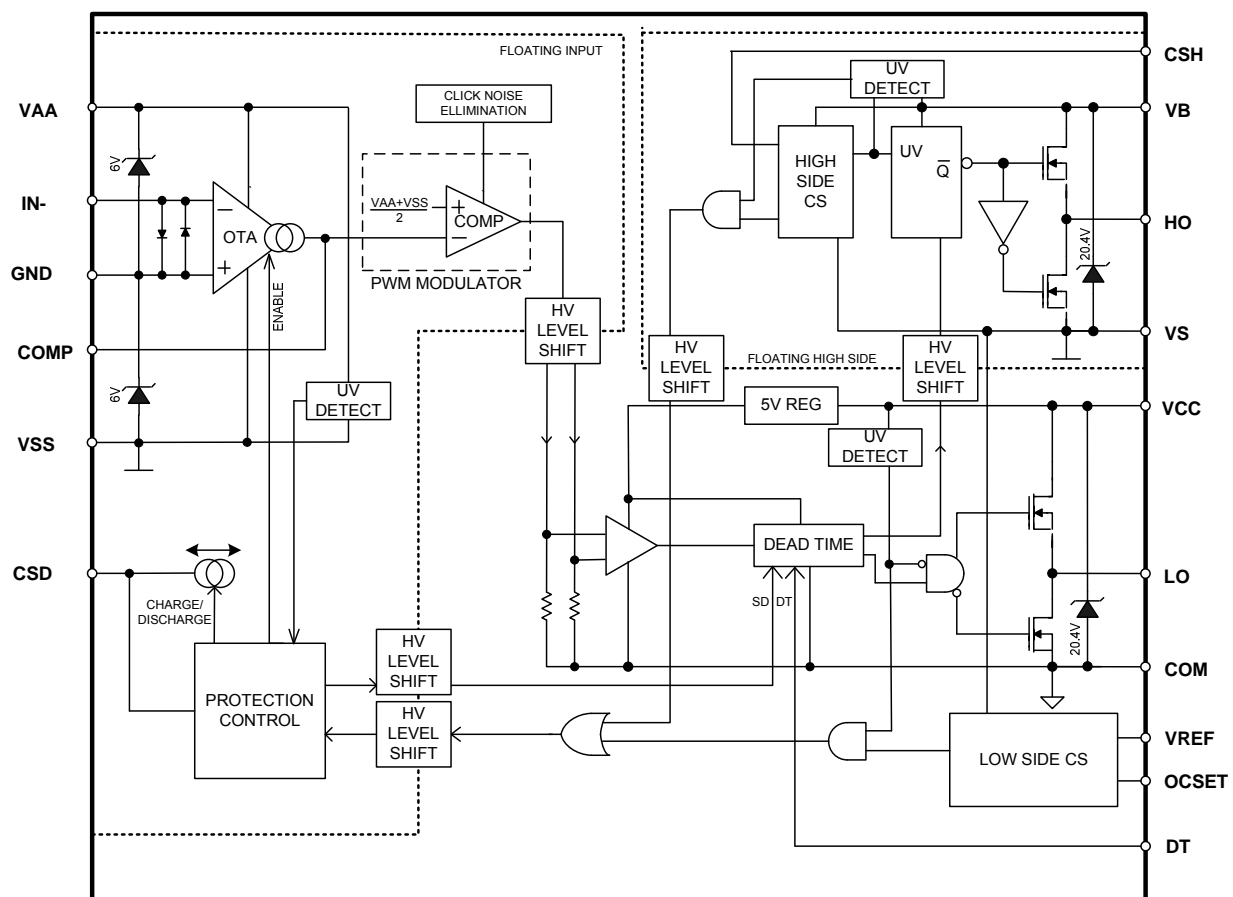 FLOATING INPUT
CSH
UV
DETECT
VAA
CLICK NOISE
ELLIMINATION
VB
6V
HIGH
SIDE
CS
UV
Q
IN-
VAA+VSS
2
+
−
COMP
−
OTA
+
HO
20.4V
GND
PWM MODULATOR
ENABLE
HV
LEVEL
SHIFT
VS
COMP
HV
LEVEL
SHIFT
FLOATING HIGH SIDE
HV
LEVEL
SHIFT
6V
UV
DETECT
5V REG
VCC
VSS
UV
DETECT
DEAD TIME
CSD
LO
CHARGE/
DISCHARGE
SD
DT
20.4V
HV
LEVEL
SHIFT
COM
PROTECTION
CONTROL
HV
LEVEL
SHIFT
VREF
LOW SIDE CS
OCSET
DT